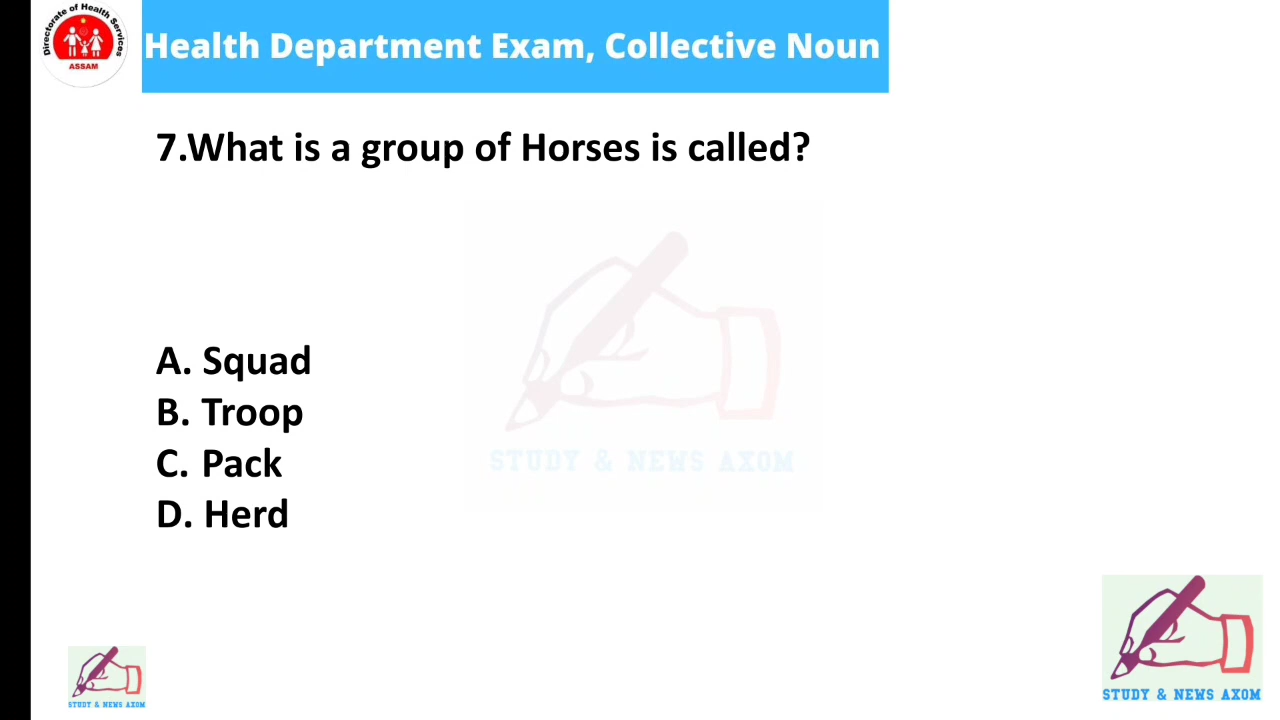 Directorate of Health Services
ASSAM
Health Department Exam, Collective Noun
7.What is a group of Horses is called?
A. Squad
B. Troop
C. Pack
D. Herd
STUDY & NEWS AXOM
STUDY & NEWS AXOM
STUDY & NEWS AXOM